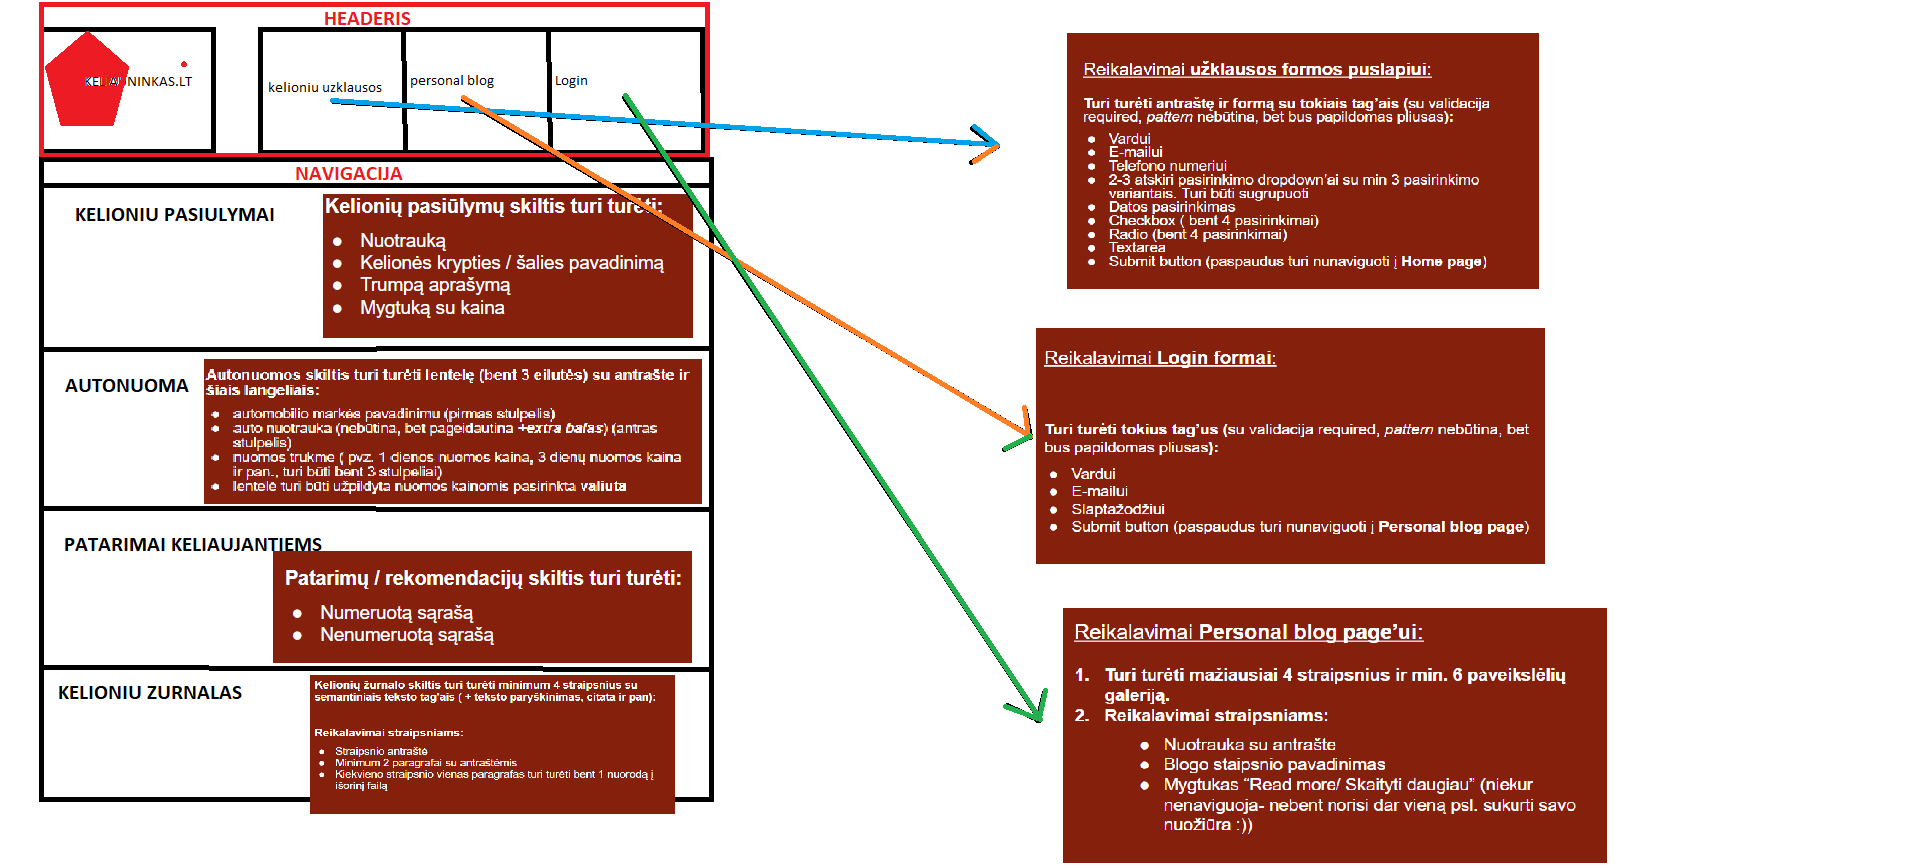 HEADERIS
KELIAUNINKAS.LT
kelioniu uzklausos
personal blog
Login
NAVIGACIJA
KELIONIU PASIULYMAI
Kelionių pasiūlymų skiltis turi turėti:
● Nuotrauką
● Kelionės krypties / šalies pavadinimą
● Trumpą aprašymą
● Mygtuką su kaina
AUTONUOMA
Autonuomos skiltis turi turėti lentelę (bent 3 eilutės) su antrašte ir
šiais langeliais:
● automobilio markės pavadinimu (pirmas stulpelis)
● auto nuotrauka (nebūtina, bet pageidautina +extra balas) (antras
stulpelis)
● nuomos trukme ( pvz. 1 dienos nuomos kaina, 3 dienų nuomos kaina
ir pan., turi būti bent 3 stulpeliai)
● lentelė turi būti užpildyta nuomos kainomis pasirinkta valiuta
PATARIMAI KELIAUJANTIEMS
Patarimų / rekomendacijų skiltis turi turėti:
● Numeruotą sąrašą
● Nenumeruotą sąrašą
KELIONIU ZURNALAS
Kelionių žurnalo skiltis turi turėti minimum 4 straipsnius su
semantiniais teksto tag'ais ( + teksto paryškinimas, citata ir pan):
Reikalavimai straipsniams:
● Straipsnio antraštė
● Minimum 2 paragrafai su antraštėmis
● Kiekvieno straipsnio vienas paragrafas turi turėti bent 1 nuorodą į
išorinį failą
Reikalavimai užklausos formos puslapiui:
Turi turėti antraštę ir formą su tokiais tag'ais (su validacija
required, pattern nebūtina, bet bus papildomas pliusas):
● Vardui
● E-mailui
● Telefono numeriui
● 2-3 atskiri pasirinkimo dropdown'ai su min 3 pasirinkimo
variantais. Turi būti sugrupuoti
● Datos pasirinkimas
● Checkbox ( bent 4 pasirinkimai)
● Radio (bent 4 pasirinkimai)
● Textarea
● Submit button (paspaudus turi nunaviguoti į Home page)
Reikalavimai Login formai:
Turi turėti tokius tag'us (su validacija required, pattern nebūtina, bet
bus papildomas pliusas):
● Vardui
● E-mailui
● Slaptažodžiui
● Submit button (paspaudus turi nunaviguoti į Personal blog page)
Reikalavimai Personal blog page'ui:
1. Turi turėti mažiausiai 4 straipsnius ir min. 6 paveikslėlių
galeriją.
2. Reikalavimai straipsniams:
● Nuotrauka su antrašte
● Blogo staipsnio pavadinimas
● Mygtukas “Read more/ Skaityti daugiau” (niekur
nenaviguoja- nebent norisi dar vieną psl. sukurti savo
nuožiūra :))